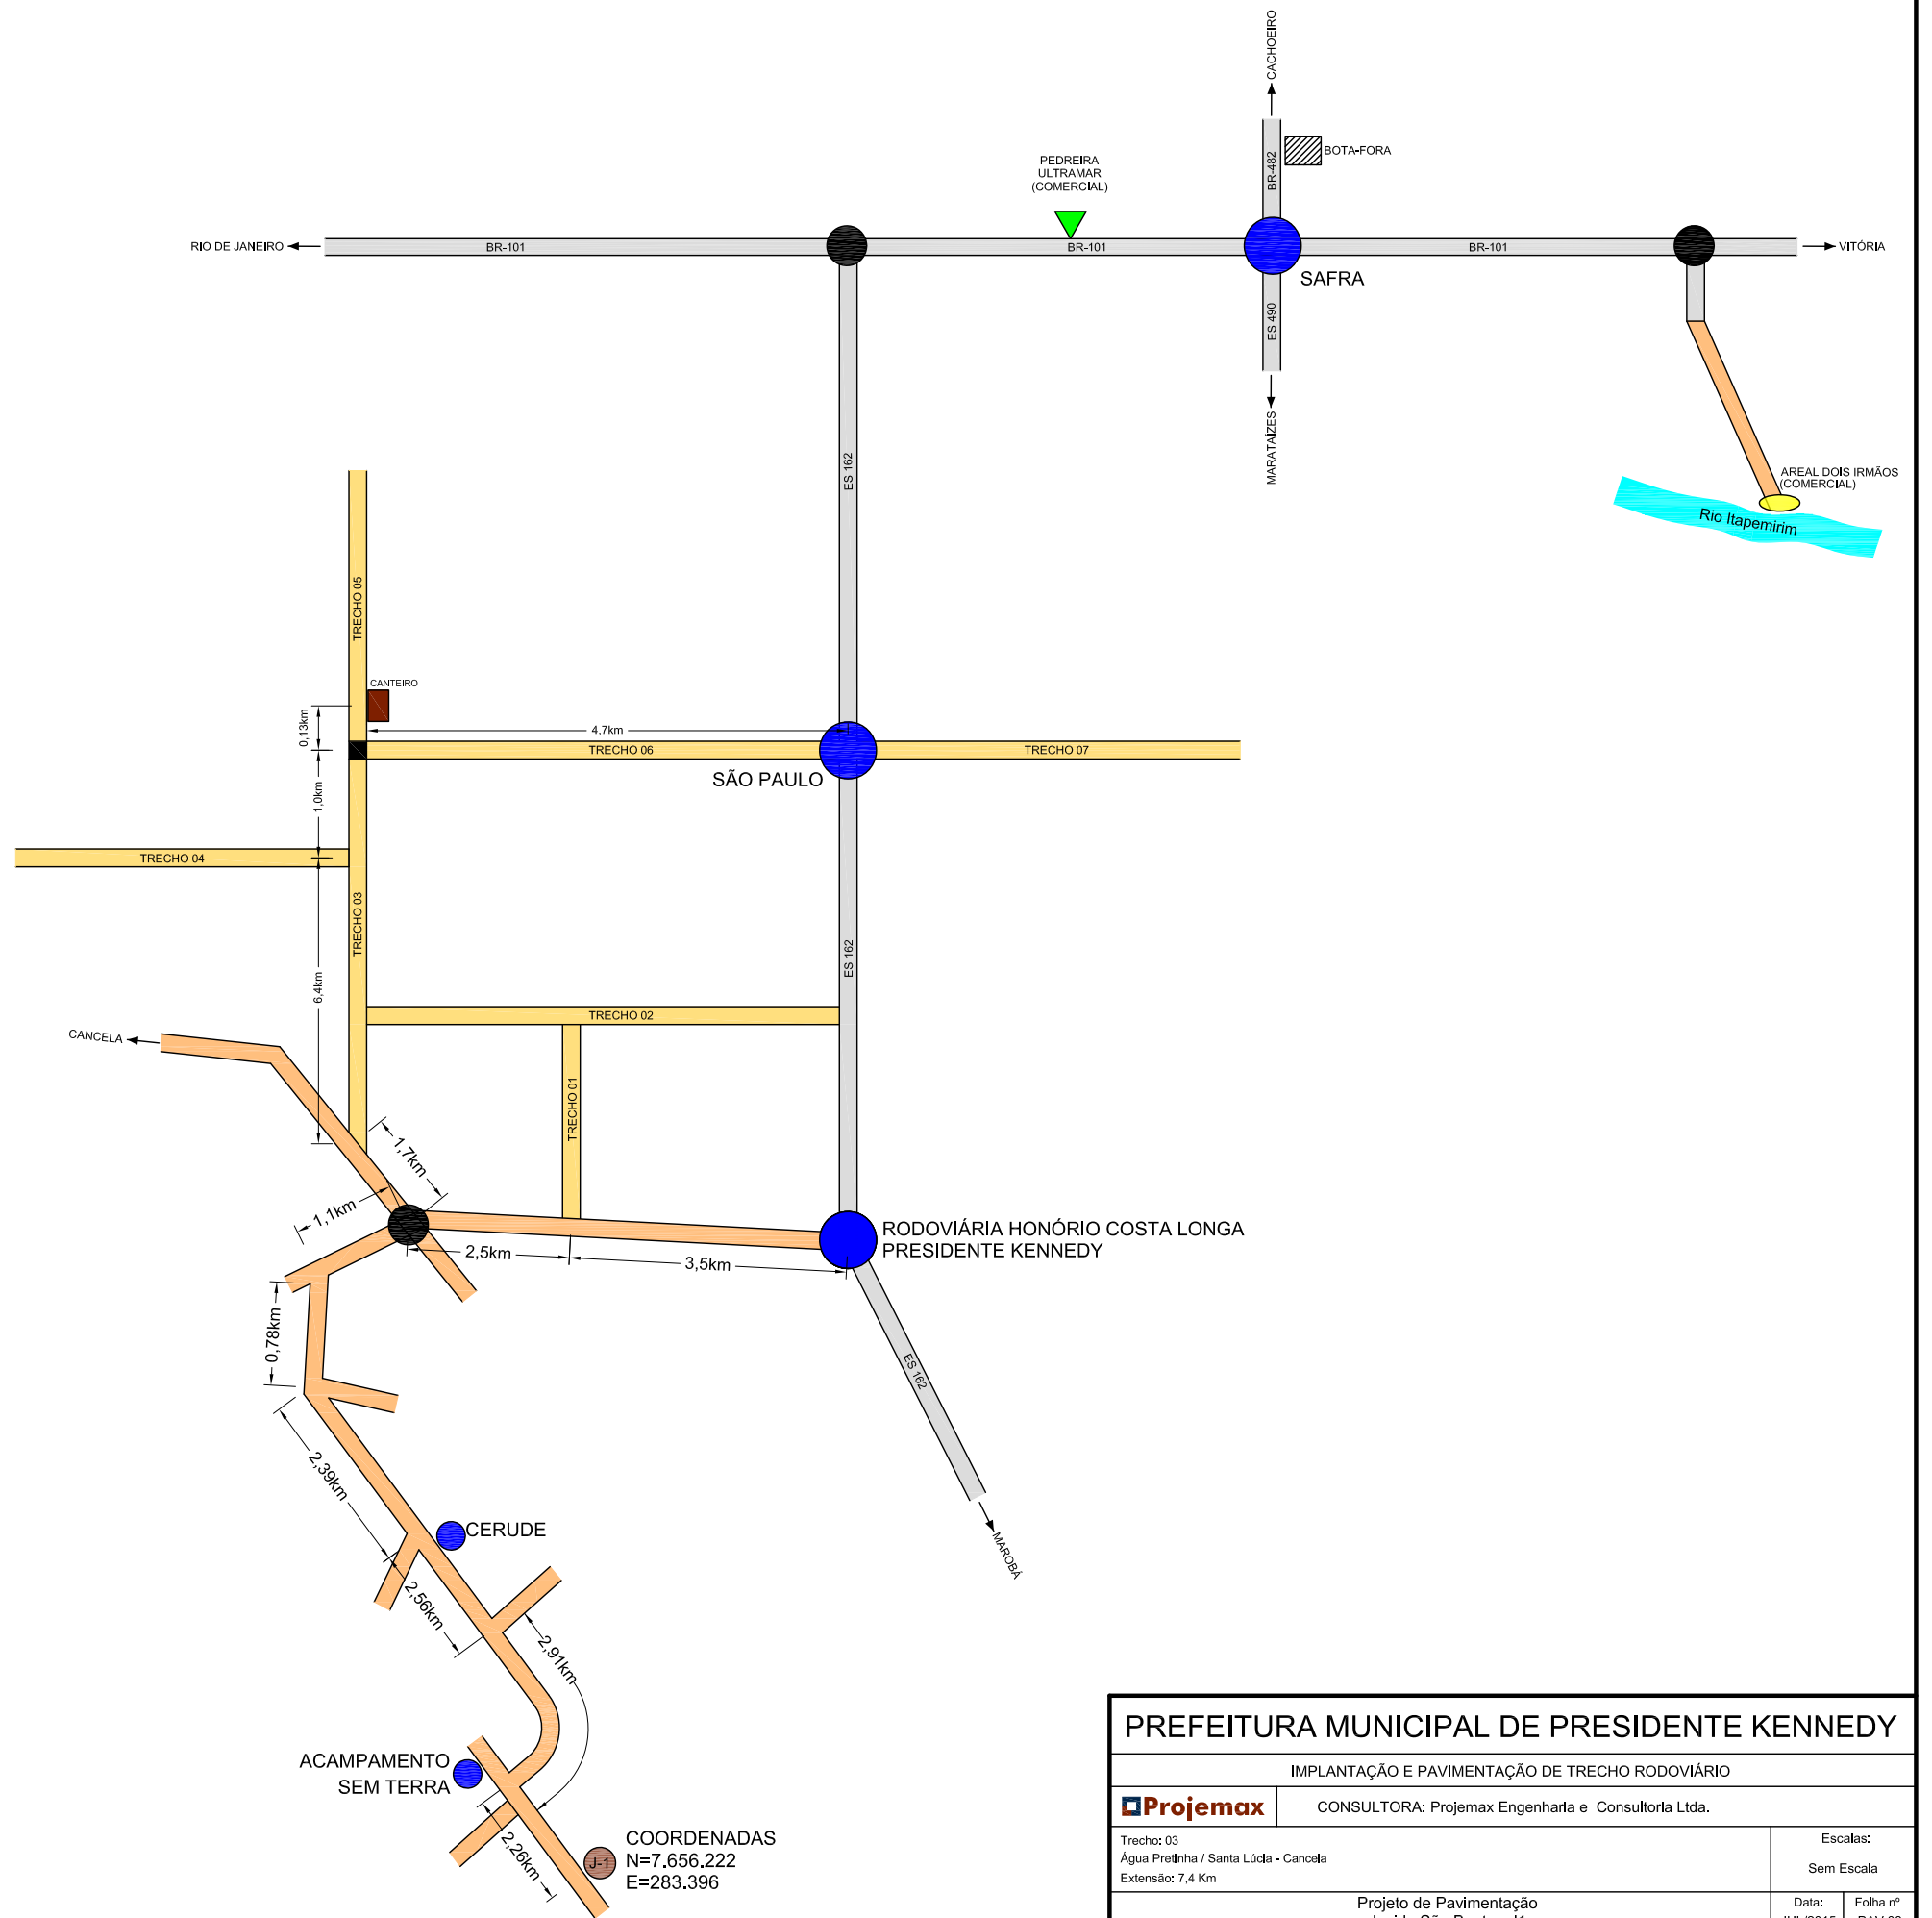 CACHOEIRO
BR-482
BOTA-FORA
PEDREIRA
ULTRAMAR
(COMERCIAL)
RIO DE JANEIRO
BR-101
BR-101
BR-101
VITÓRIA
SAFRA
ES 490
MARATAÍZES
ES 162
AREAL DOIS IRMÃOS
(COMERCIAL)
Rio Itapemirim
TRECHO 05
CANTEIRO
0,13km
4,7km
TRECHO 06
TRECHO 07
SÃO PAULO
1,0km
TRECHO 04
TRECHO 03
ES 162
6,4km
TRECHO 02
CANCELA
TRECHO 01
1,7km
1,1km
2,5km
3,5km
RODOVIÁRIA HONÓRIO COSTA LONGA
PRESIDENTE KENNEDY
0,78km
ES 162
2,39km
CERUDE
MAROBÁ
2,56km
2,91km
ACAMPAMENTO
SEM TERRA
2,26km
J-1
COORDENADAS
N=7.656.222
E=283.396
PREFEITURA MUNICIPAL DE PRESIDENTE KENNEDY
IMPLANTAÇÃO E PAVIMENTAÇÃO DE TRECHO RODOVIÁRIO
Projemax
CONSULTORA: Projemax Engenharia e Consultoria Ltda.
Trecho: 03
Água Pretinha / Santa Lúcia - Cancela
Extensão: 7,4 Km
Escalas:
Sem Escala
Projeto de Pavimentação
Data:
Folha nº